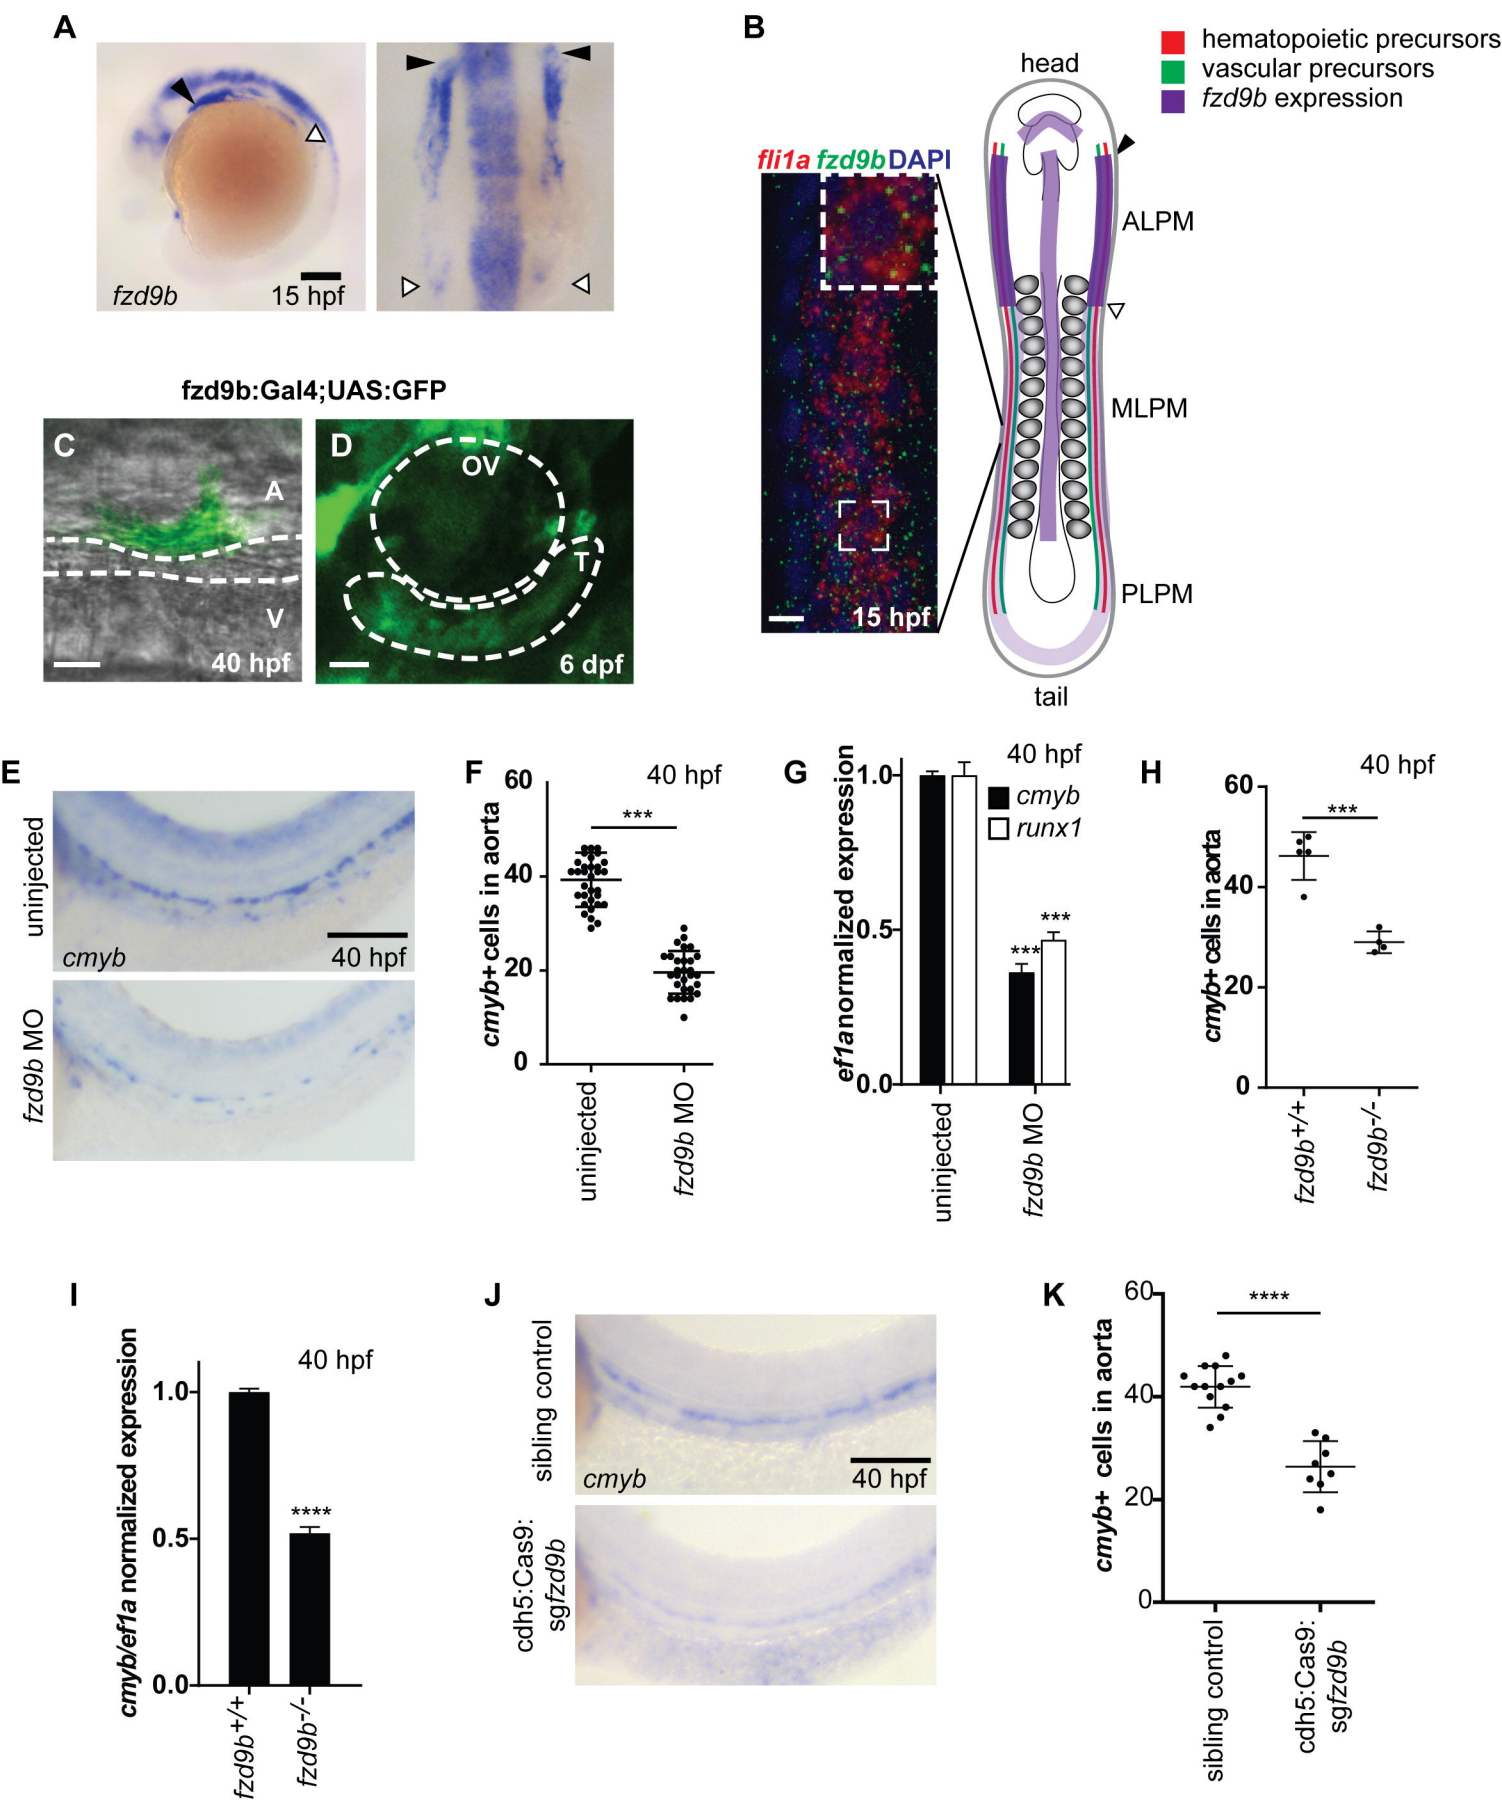 A
fzd9b
15 hpf
B
hematopoietic precursors
vascular precursors
fzd9b expression
head
fli1a fzd9b DAPI
15 hpf
ALPM
MLPM
PLPM
tail
fzd9b:Gal4;UAS:GFP
C
A
V
40 hpf
D
OV
T
6 dpf
E
uninjected
cmyb
40 hpf
fzd9b MO
F
40 hpf
***
cmyb+ cells in aorta
60
40
20
0
uninjected
fzd9b MO
G
40 hpf
cmyb
runx1
ef1a normalized expression
1.0
0.5
0.0
***
***
uninjected
fzd9b MO
H
40 hpf
***
cmyb+ cells in aorta
60
40
20
0
fzd9b+/+
fzd9b-/-
I
40 hpf
cmyb/ef1a normalized expression
1.0
0.5
0.0
****
fzd9b+/+
fzd9b-/-
J
sibling control
cmyb
40 hpf
cdh5:Cas9:
sgfzd9b
K
****
cmyb+ cells in aorta
60
40
20
0
sibling control
cdh5:Cas9:
sgfzd9b